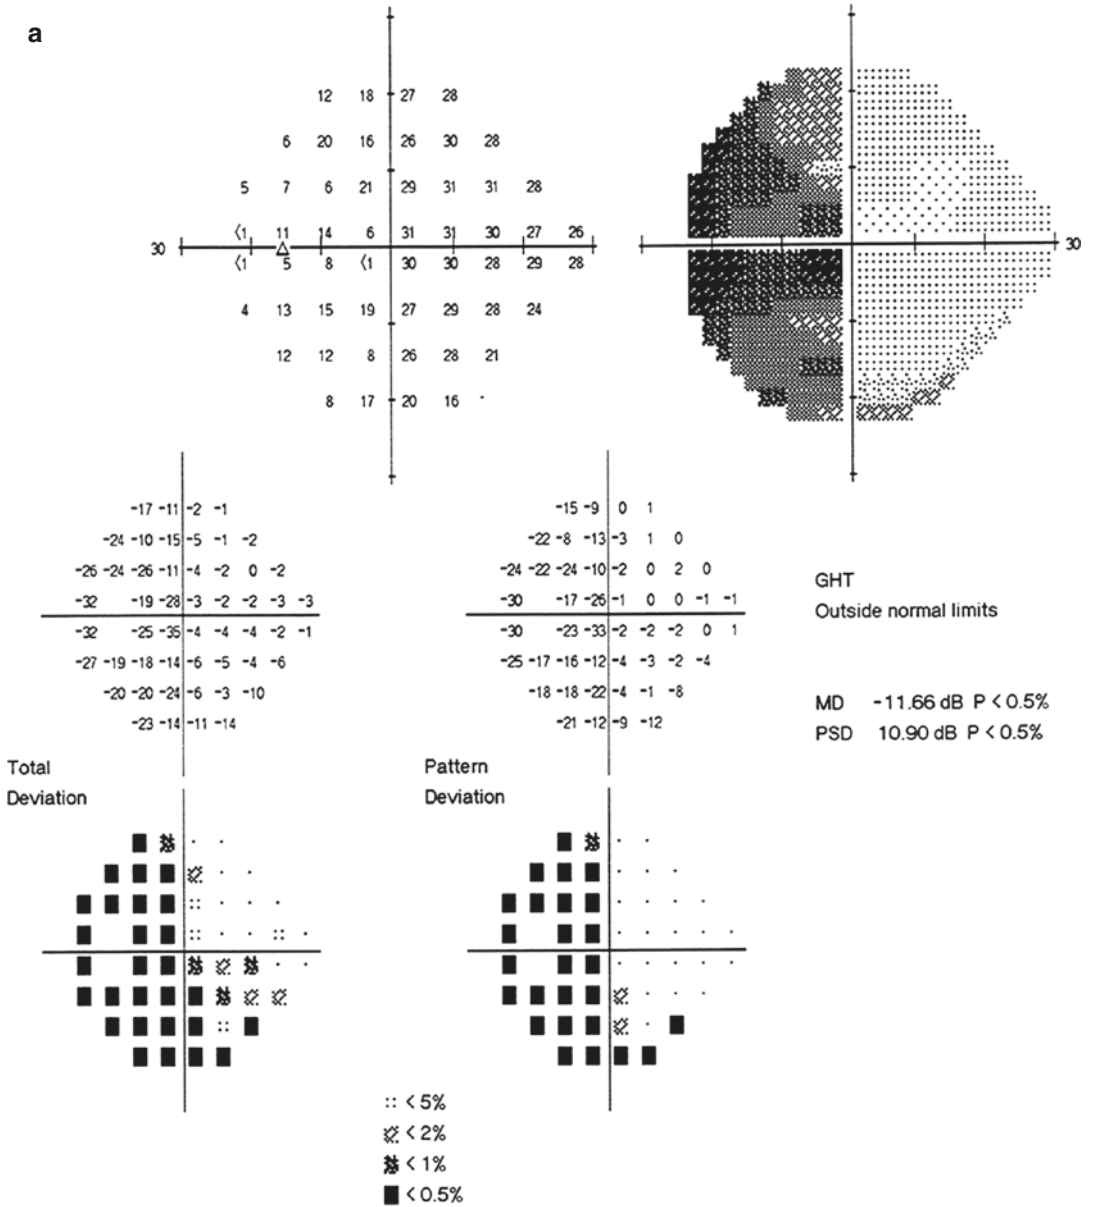 a
12 18 27 28
6 20 16 26 30 28
5 7 6 21 29 31 31 28
<1 11 14 6 31 31 30 27 26
30 30
<1 5 8 <1 30 30 28 29 28
4 13 15 19 27 29 28 24
12 12 8 26 28 21
8 17 20 16
-17 -11 -2 -1
-24 -10 -15 -5 -1 -2
-26 -24 -26 -11 -4 -2 0 -2
-32 -19 -28 -3 -2 -2 -3 -3
-32 -25 -35 -4 -4 -4 -2 -1
-27 -19 -18 -14 -6 -5 -4 -6
-20 -20 -24 -6 -3 -10
-23 -14 -11 -14
Total
Deviation
-15 -9 0 1
-22 -8 -13 -3 1 0
-24 -22 -24 -10 -2 0 2 0
-30 -17 -26 -1 0 0 -1 -1
-30 -23 -33 -2 -2 -2 0 1
-25 -17 -16 -12 -4 -3 -2 -4
-18 -18 -22 -4 -1 -8
-21 -12 -9 -12
Pattern
Deviation
GHT
Outside normal limits
MD -11.66 dB P < 0.5%
PSD 10.90 dB P < 0.5%
< 5%
< 2%
< 1%
< 0.5%